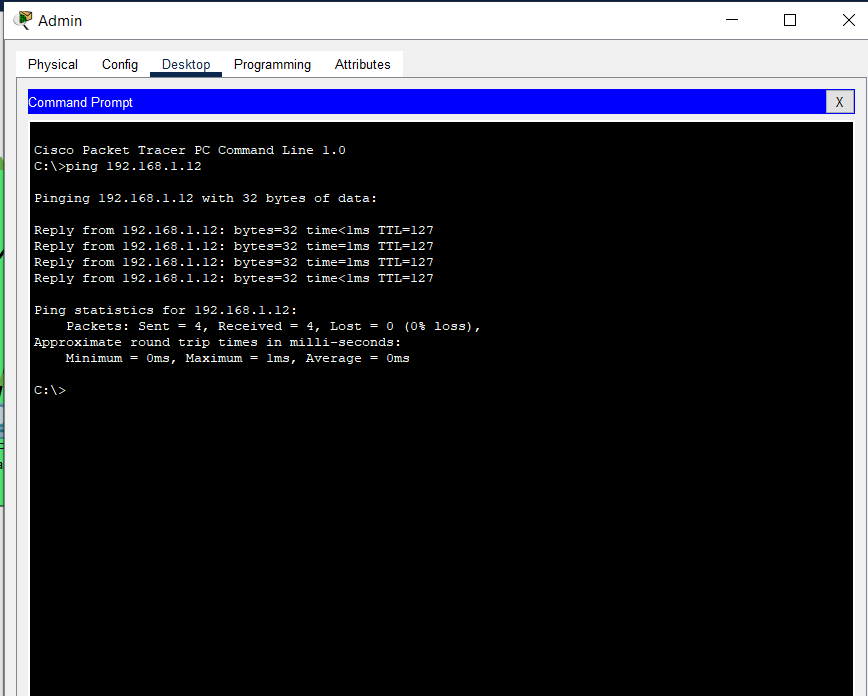 Admin
Physical Config Desktop Programming Attributes
Command Prompt X
Cisco Packet Tracer PC Command Line 1.0
C:\>ping 192.168.1.12
Pinging 192.168.1.12 with 32 bytes of data:
Reply from 192.168.1.12: bytes=32 time<1ms TTL=127
Reply from 192.168.1.12: bytes=32 time=1ms TTL=127
Reply from 192.168.1.12: bytes=32 time=1ms TTL=127
Reply from 192.168.1.12: bytes=32 time<1ms TTL=127
Ping statistics for 192.168.1.12:
Packets: Sent = 4, Received = 4, Lost = 0 (0% loss),
Approximate round trip times in milli-seconds:
Minimum = 0ms, Maximum = 1ms, Average = 0ms
C:\>